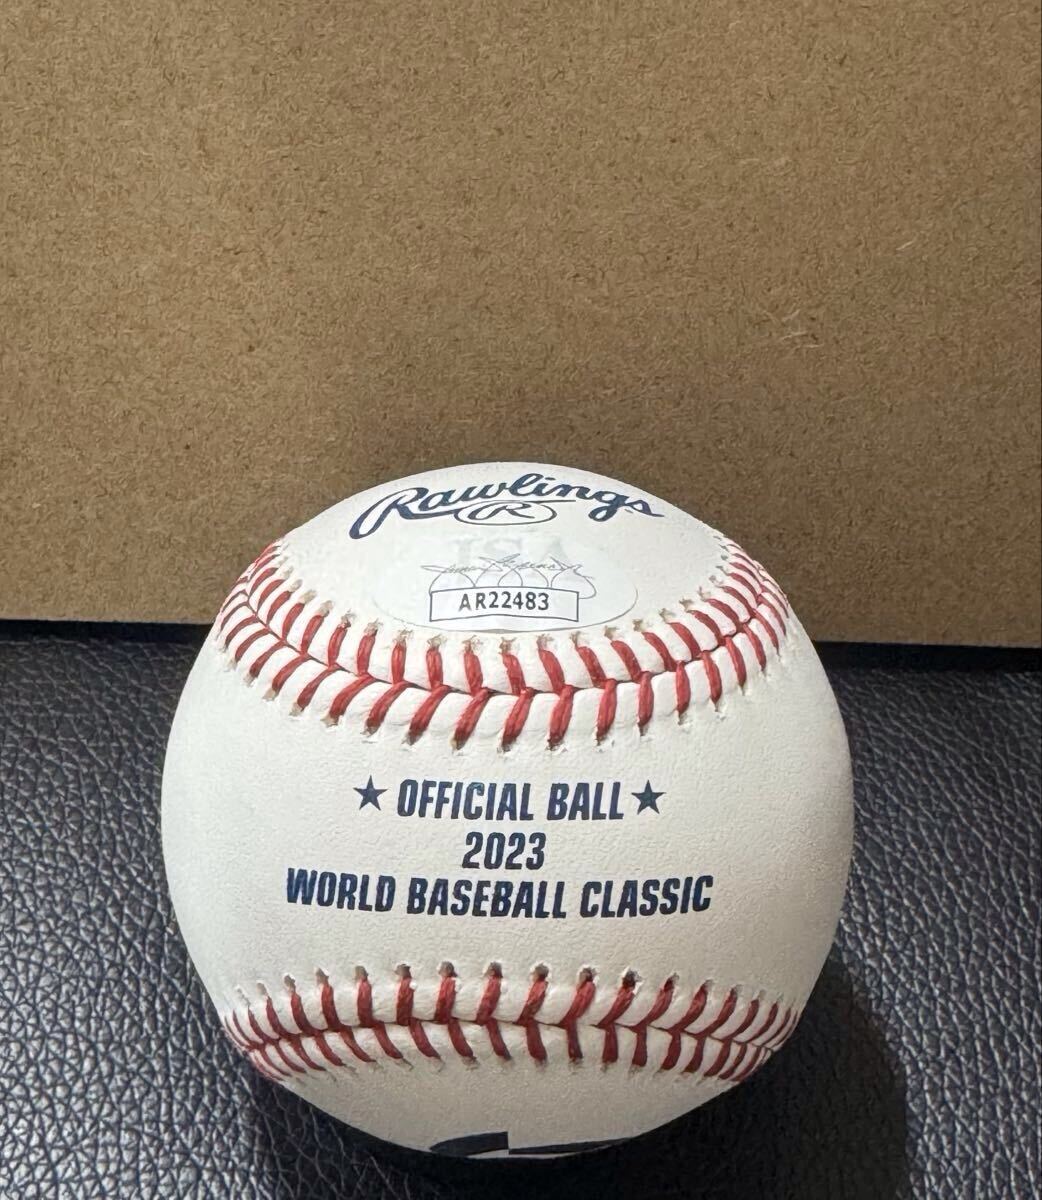 Rawlings
R
JSA
AR22483
★ OFFICIAL BALL ★
2023
WORLD BASEBALL CLASSIC